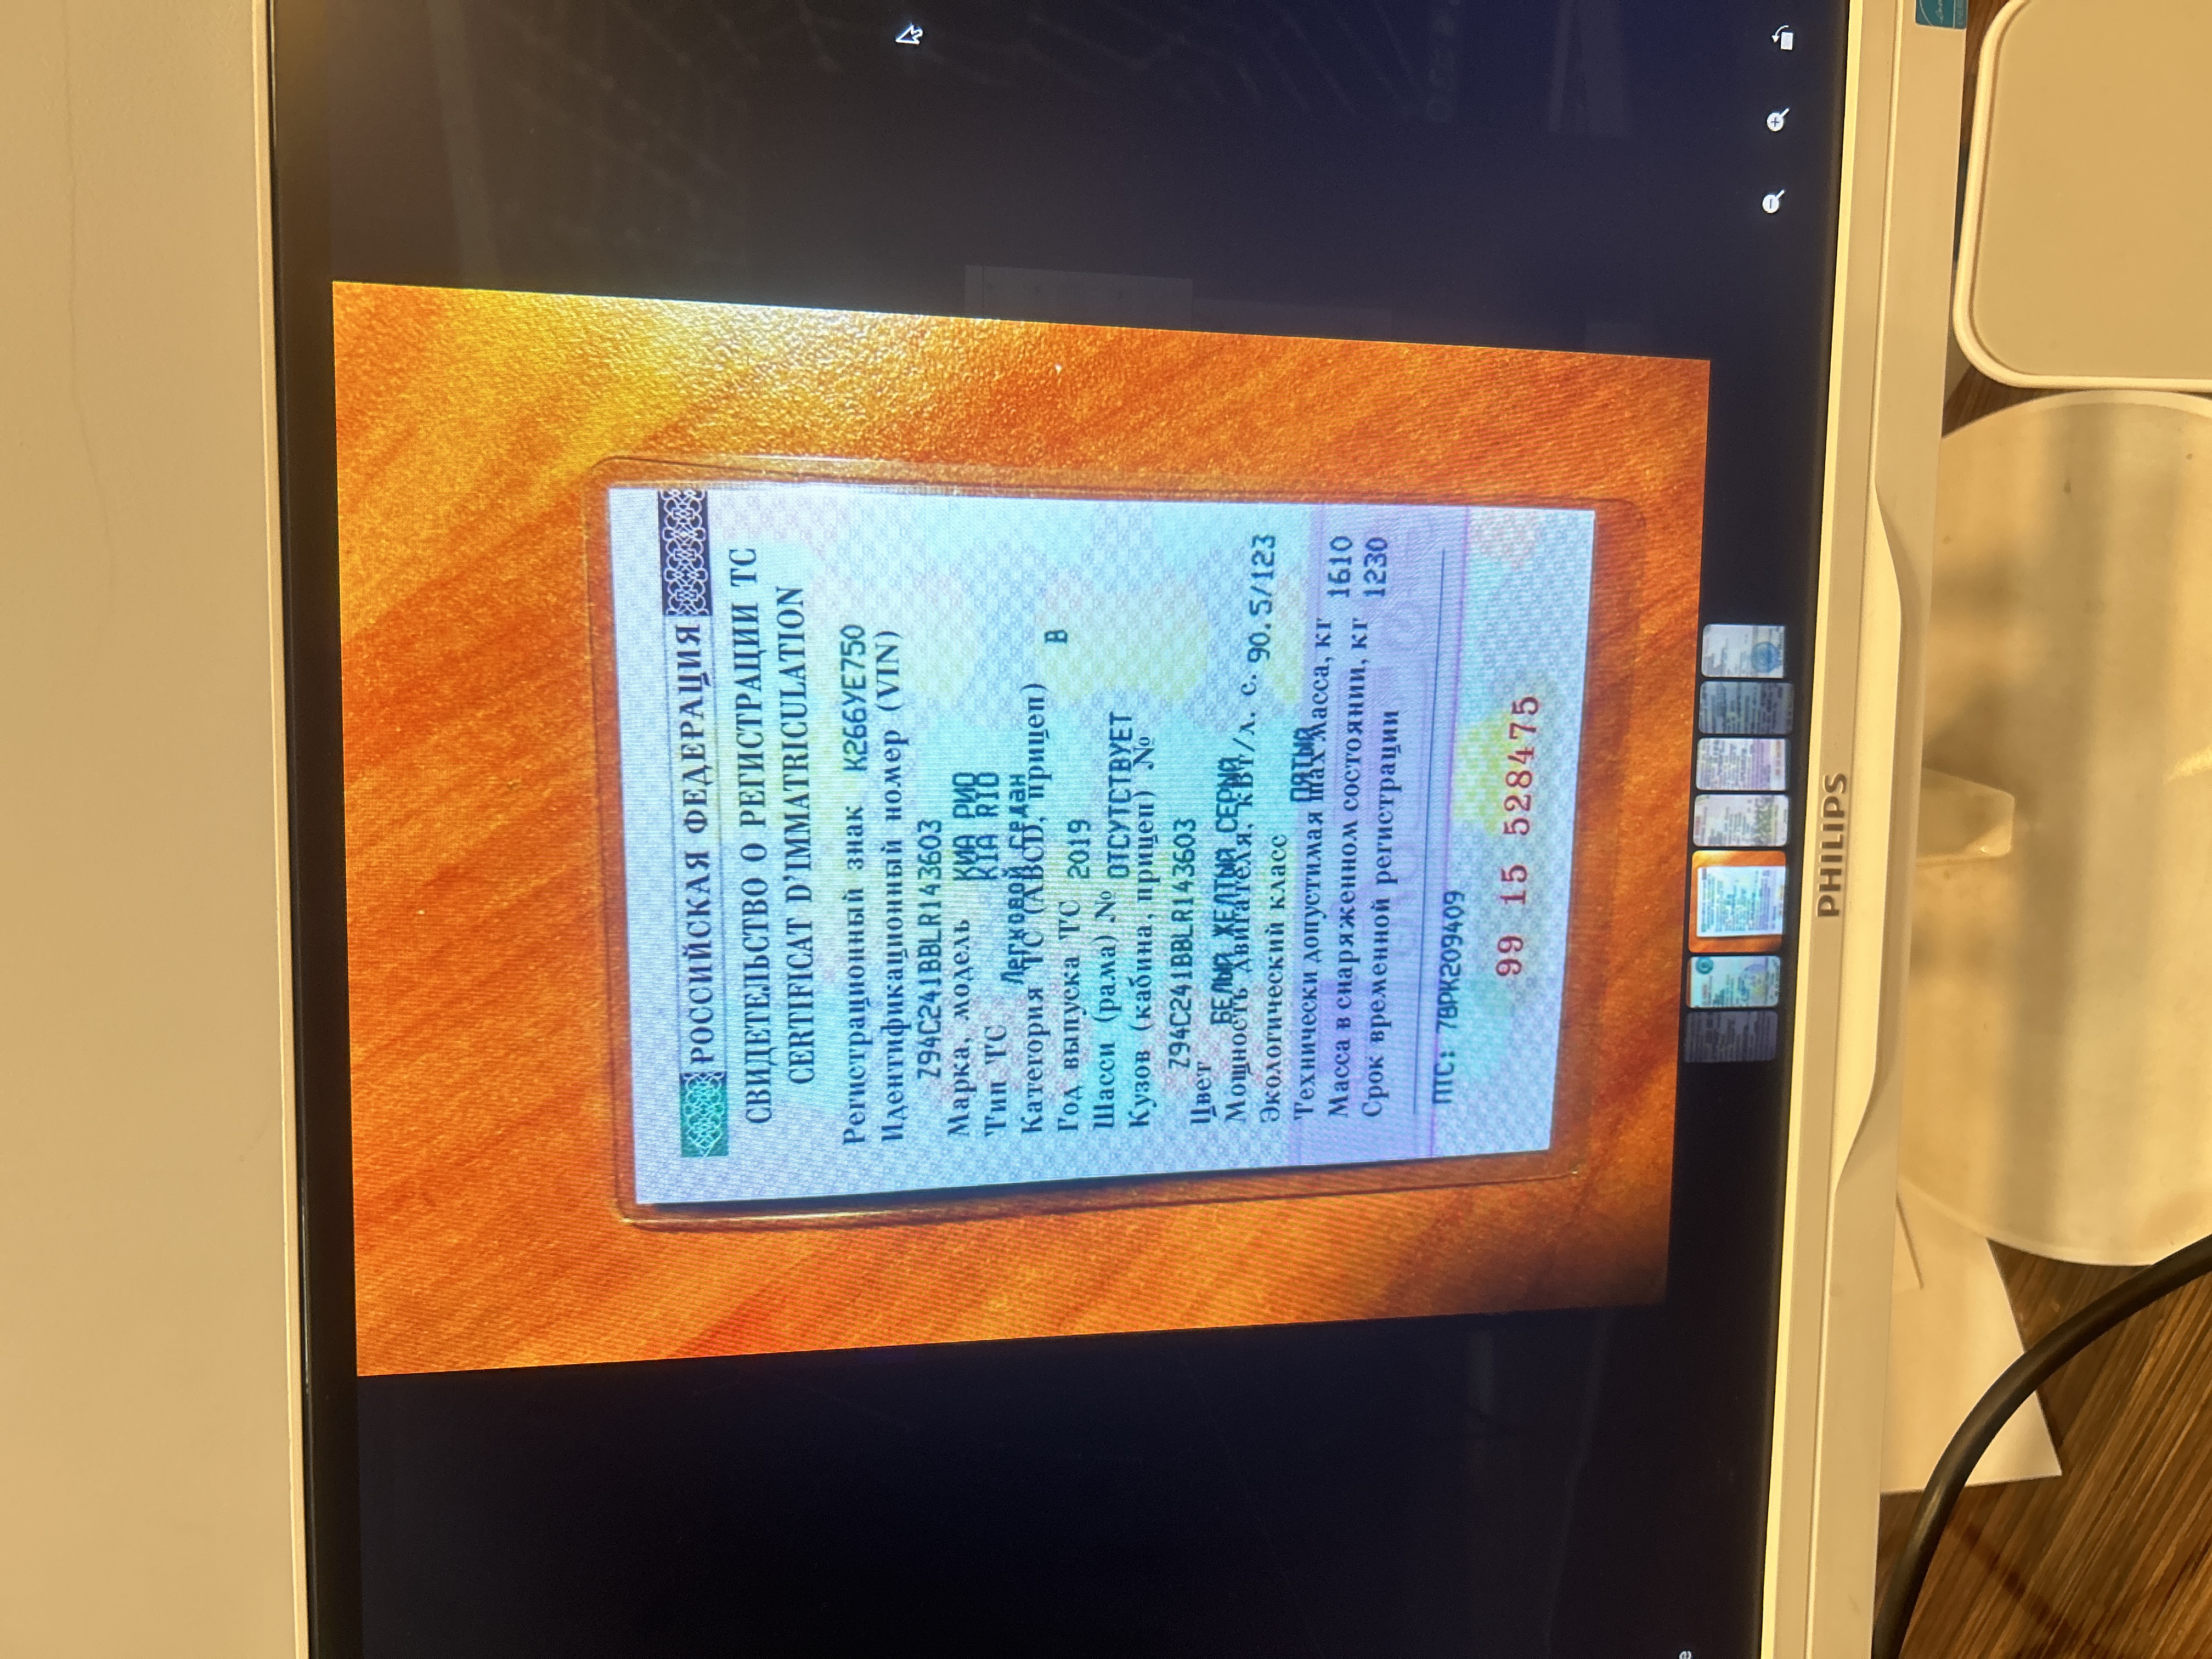 РОССИЙСКАЯ ФЕДЕРАЦИЯ
СВИДЕТЕЛЬСТВО О РЕГИСТРАЦИИ ТС
CERTIFICAT D'IMMATRICULATION
Регистрационный знак К266УЕ750
Идентификационный номер (VIN)
Z94C241BBLR143603
Марка, модель КИА РИО
KIA RIO
Тип ТС
Легковой седан
Категория ТС (ABCD, прицеп) B
Год выпуска ТС 2019
Шасси (рама) № ОТСУТСТВУЕТ
Кузов (кабина, прицеп) №
Z94C241BBLR143603
Цвет
БЕЛЫЙ ЖЕЛТЫЙ СЕРЫЙ
Мощность двигателя, кВт/л. с. 90.5/123
Экологический класс
ПЯТЫЙ
Технически допустимая max масса, кг 1610
Масса в снаряженном состоянии, кг 1230
Срок временной регистрации
ПТС: 78РК209409
99 15 528475
PHILIPS